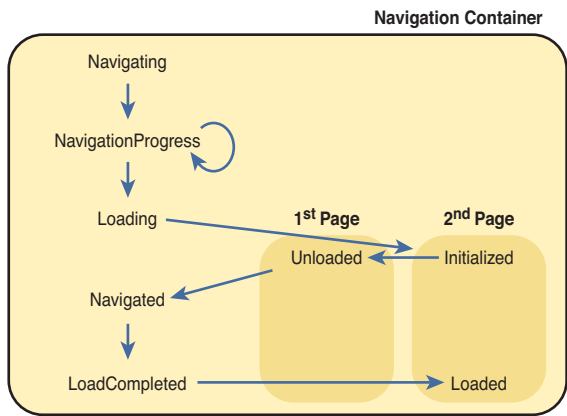 Navigation Container
Navigating
NavigationProgress
Loading
1st Page
2nd Page
Unloaded
Initialized
Navigated
LoadCompleted
Loaded